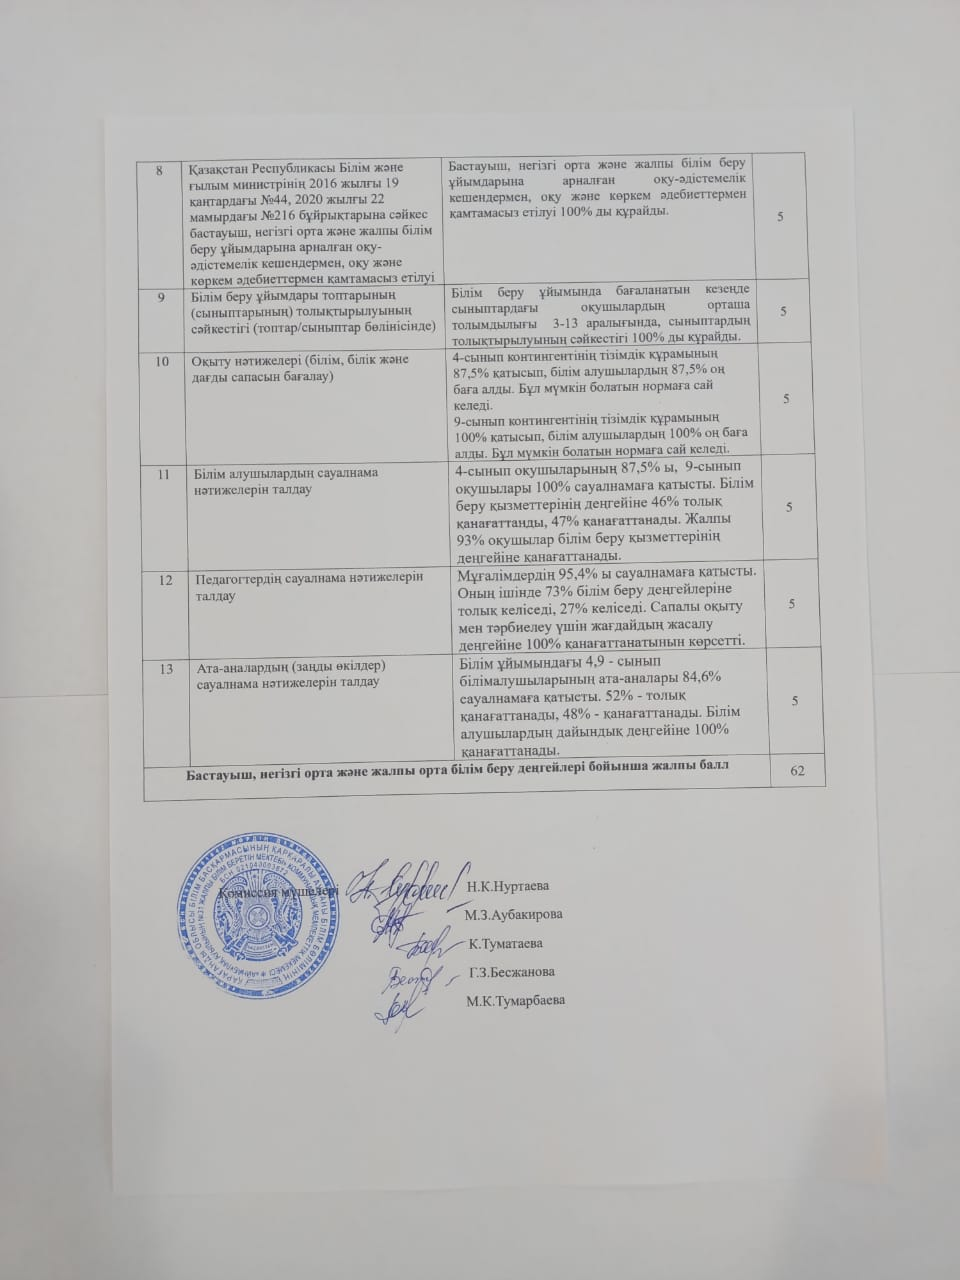 8
Қазақстан Республикасы Білім және
ғылым министрінің 2016 жылғы 19
қаңтардағы №44, 2020 жылғы 22
мамырдағы №216 бұйрықтарына сәйкес
бастауыш, негізгі орта және жалпы білім
беру ұйымдарына арналған оқу-
әдістемелік кешендермен, оқу және
көркем әдебиеттермен қамтамасыз етілуі
Бастауыш, негізгі орта және жалпы білім беру
ұйымдарына арналған оқу-әдістемелік
кешендермен, оқу және көркем әдебиеттермен
қамтамасыз етілуі 100% ды құрайды.
5
9
Білім беру ұйымдары топтарының
(сыныптарының) толықтырылуының
сәйкестігі (топтар/сыныптар бөлінісінде)
Білім беру ұйымында бағаланатын кезеңде
сыныптардағы оқушылардың орташа
толымдылығы 3-13 аралығында, сыныптардың
толықтырылуының сәйкестігі 100% ды құрайды.
5
10
Оқыту нәтижелері (білім, білік және
дағды сапасын бағалау)
4-сынып контингентінің тізімдік құрамының
87,5% қатысып, білім алушылардың 87,5% оң
баға алды. Бұл мүмкін болатын нормаға сай
келеді.
9-сынып контингентінің тізімдік құрамының
100% қатысып, білім алушылардың 100% оң баға
алды. Бұл мүмкін болатын нормаға сай келеді.
5
11
Білім алушылардың сауалнама
нәтижелерін талдау
4-сынып оқушыларының 87,5% ы, 9-сынып
оқушылары 100% сауалнамаға қатысты. Білім
беру қызметтерінің деңгейіне 46% толық
қанағаттанды, 47% қанағаттанады. Жалпы
93% оқушылар білім беру қызметтерінің
деңгейіне қанағаттанады.
5
12
Педагогтердің сауалнама нәтижелерін
талдау
Мұғалімдердің 95,4% ы сауалнамаға қатысты.
Оның ішінде 73% білім беру деңгейлеріне
толық келіседі, 27% келіседі. Сапалы оқыту
мен тәрбиелеу үшін жағдайдың жасалу
деңгейіне 100% қанағаттанатынын көрсетті.
5
13
Ата-аналардың (заңды өкілдер)
сауалнама нәтижелерін талдау
Білім ұйымындағы 4,9 - сынып
білімалушыларының ата-аналары 84,6%
сауалнамаға қатысты. 52% - толық
қанағаттанады, 48% - қанағаттанады. Білім
алушылардың дайындық деңгейіне 100%
қанағаттанады.
5
Бастауыш, негізгі орта және жалпы орта білім беру деңгейлері бойынша жалпы балл
62
Комиссия мүшелері
Н.К.Нуртаева
М.З.Аубакирова
К.Туматаева
Г.З.Бесжанова
М.К.Тумарбаева